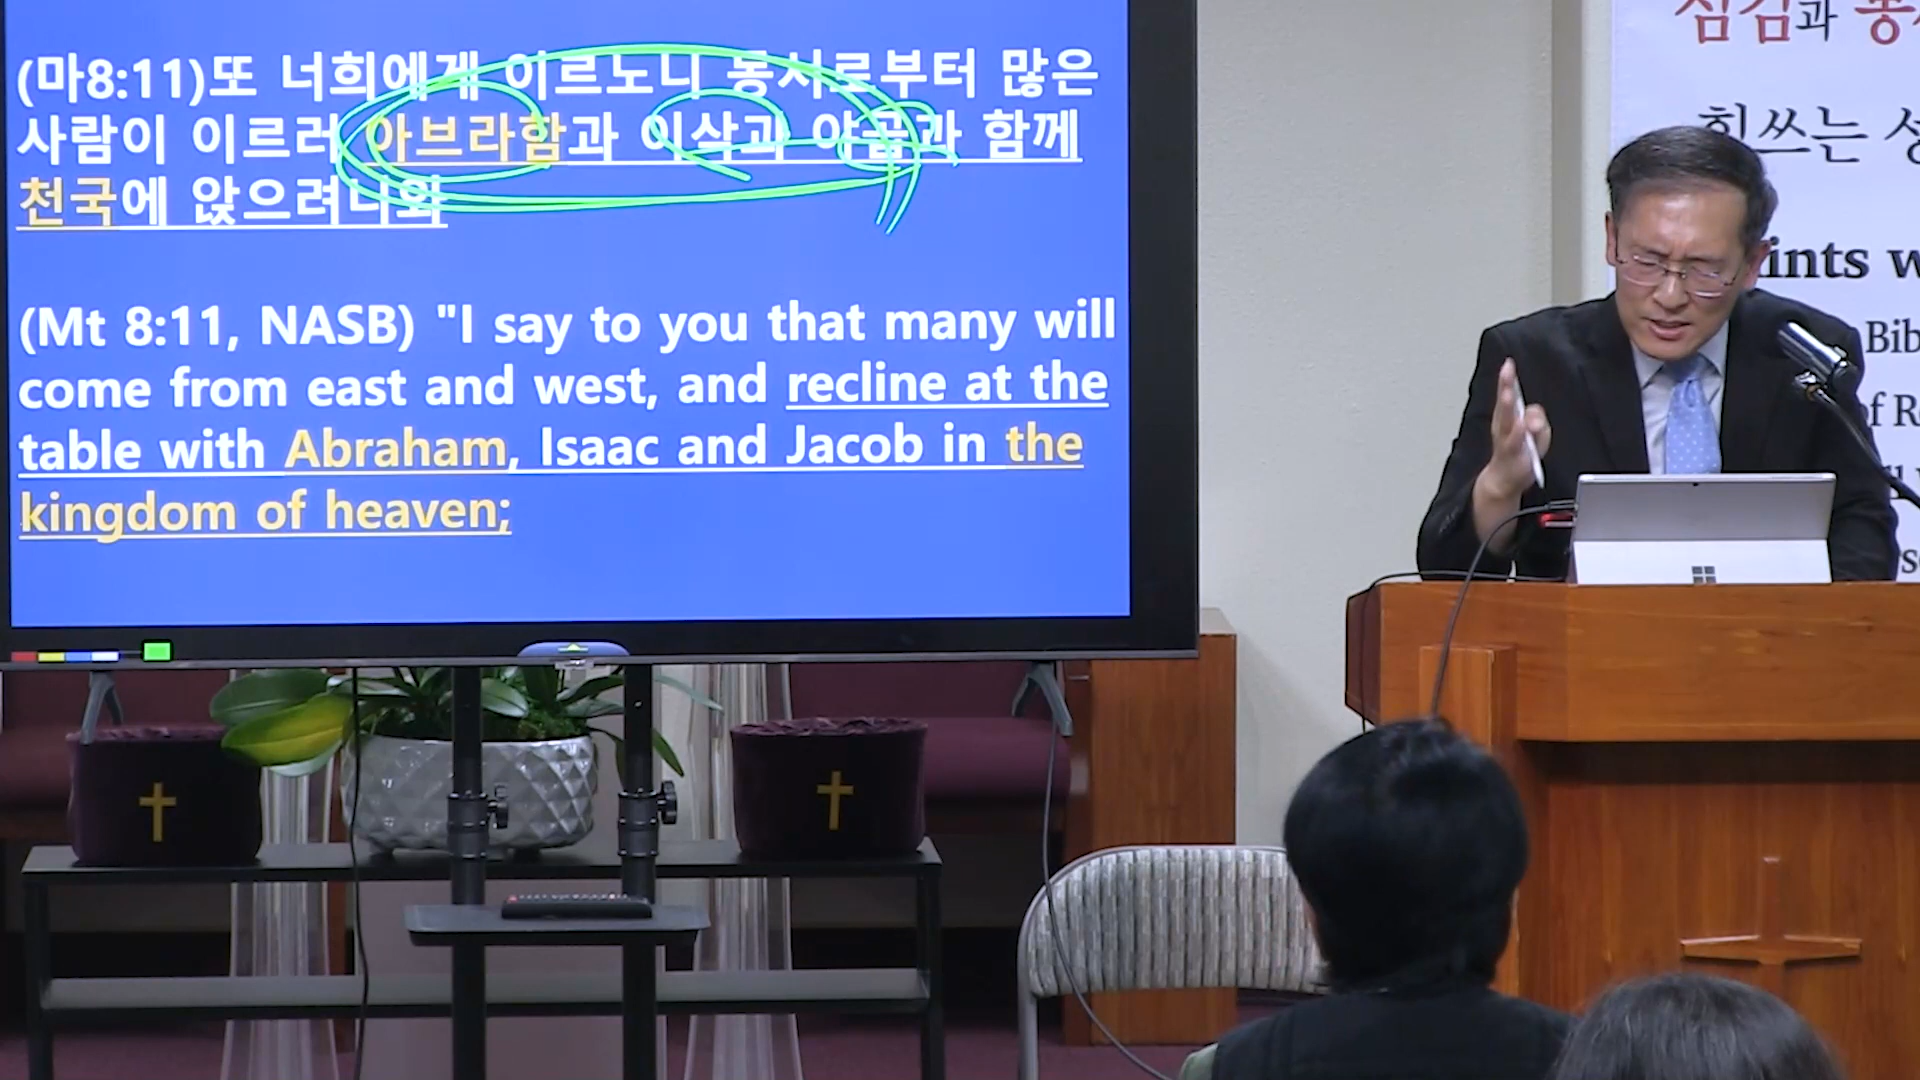 (마8:11)또 너희에게 이르노니 동서로부터 많은
사람이 이르러 아브라함과 이삭과 야곱과 함께
천국에 앉으려니와
(Mt 8:11, NASB) "I say to you that many will
come from east and west, and recline at the
table with Abraham, Isaac and Jacob in the
kingdom of heaven;
섬김과
힘쓰는
ints
Bib
of R